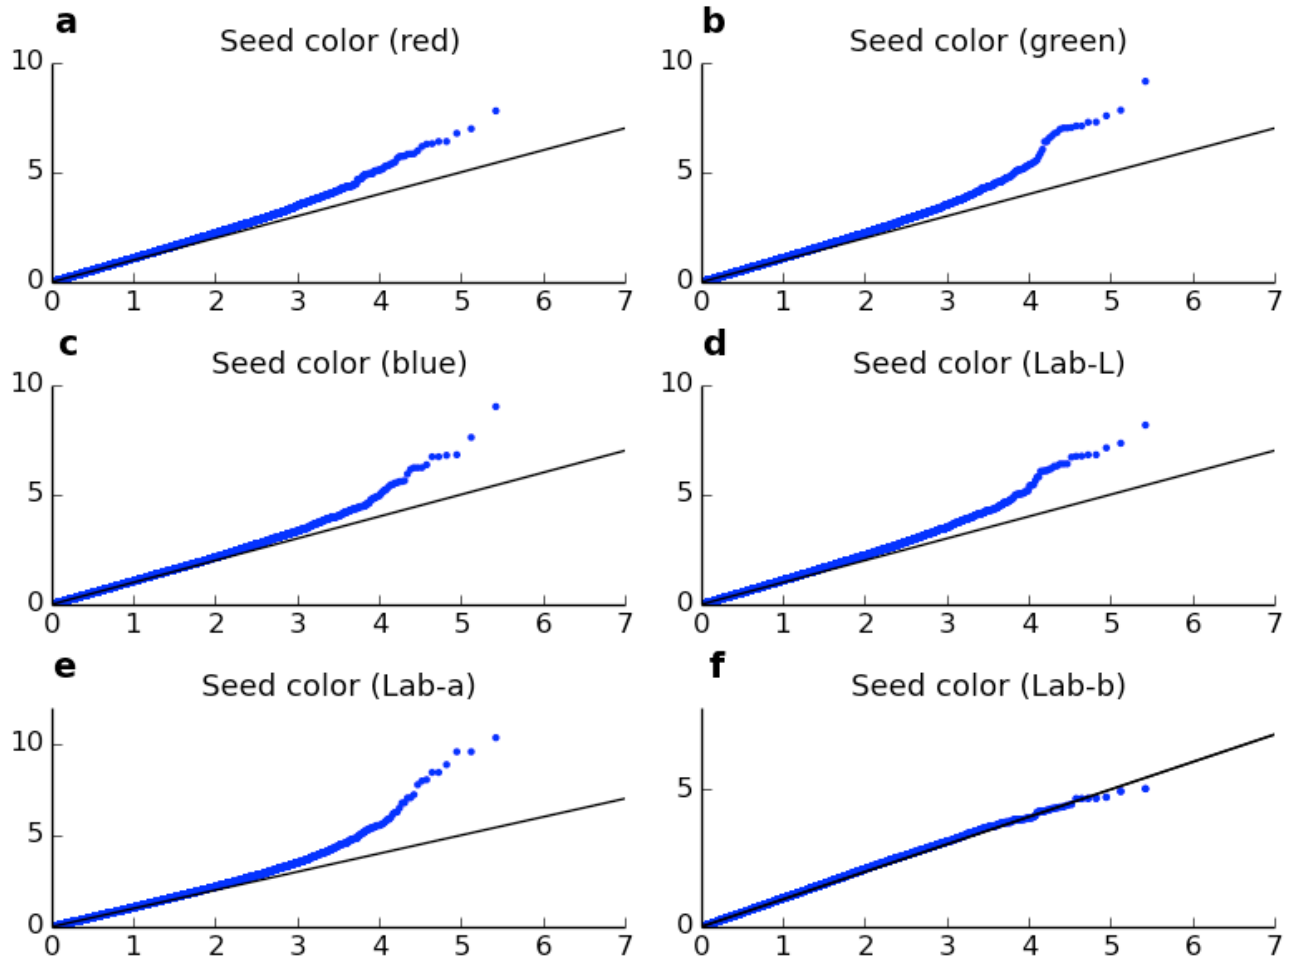 a
Seed color (red)
10
5
0
0 1 2 3 4 5 6 7
b
Seed color (green)
10
5
0
0 1 2 3 4 5 6 7
c
Seed color (blue)
10
5
0
0 1 2 3 4 5 6 7
d
Seed color (Lab-L)
10
5
0
0 1 2 3 4 5 6 7
e
Seed color (Lab-a)
10
5
0
0 1 2 3 4 5 6 7
f
Seed color (Lab-b)
5
0
0 1 2 3 4 5 6 7